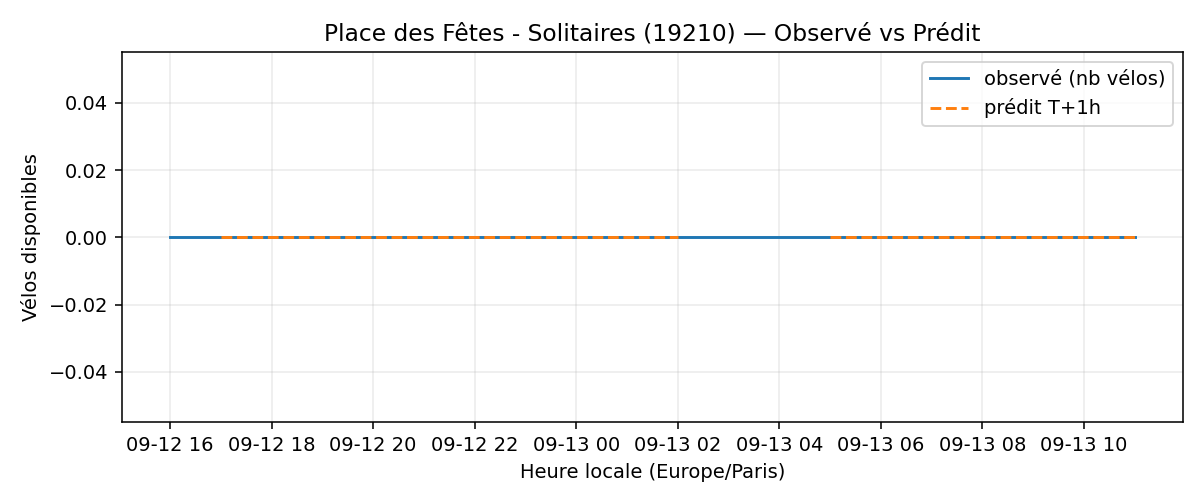 Place des Fêtes - Solitaires (19210) — Observé vs Prédit
observé (nb vélos)
prédit T+1h
Vélos disponibles
0.04
0.02
0.00
−0.02
−0.04
09-12 16 09-12 18 09-12 20 09-12 22 09-13 00 09-13 02 09-13 04 09-13 06 09-13 08 09-13 10
Heure locale (Europe/Paris)